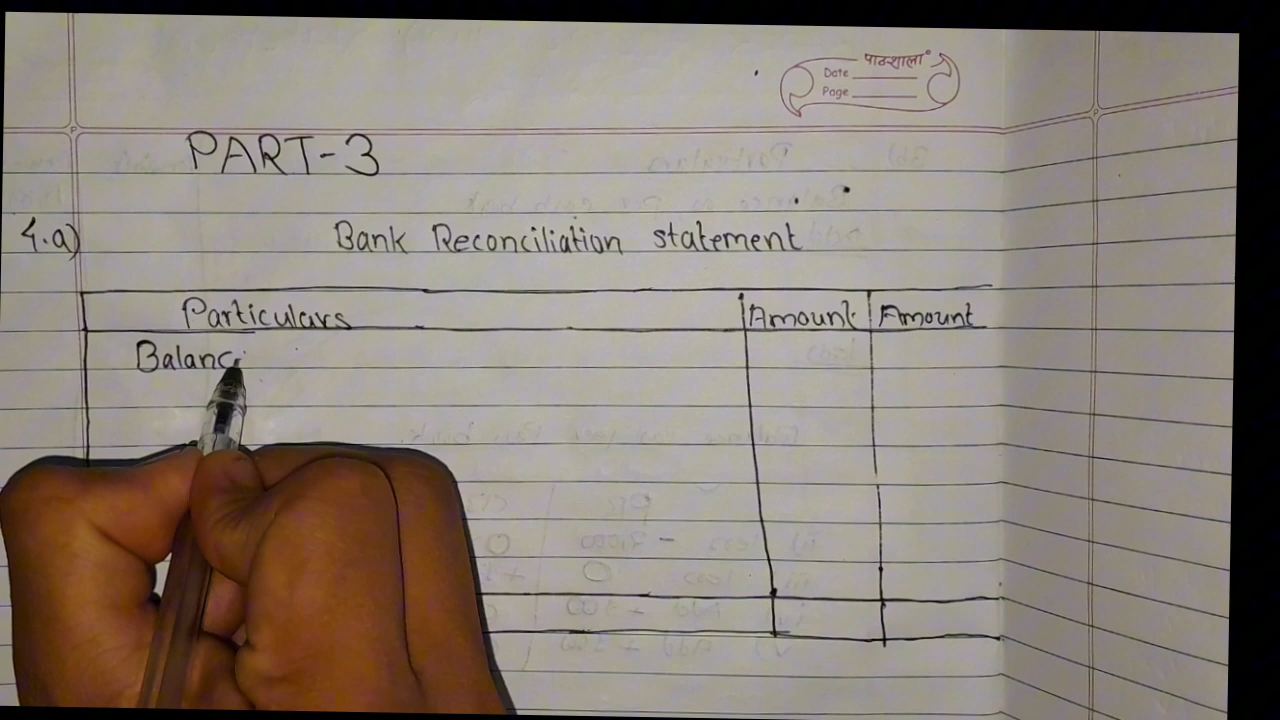 पाठशाला
Date
Page
PART-3
4.a)
Bank Reconciliation statement
Particulars Amount Amount
Balanc